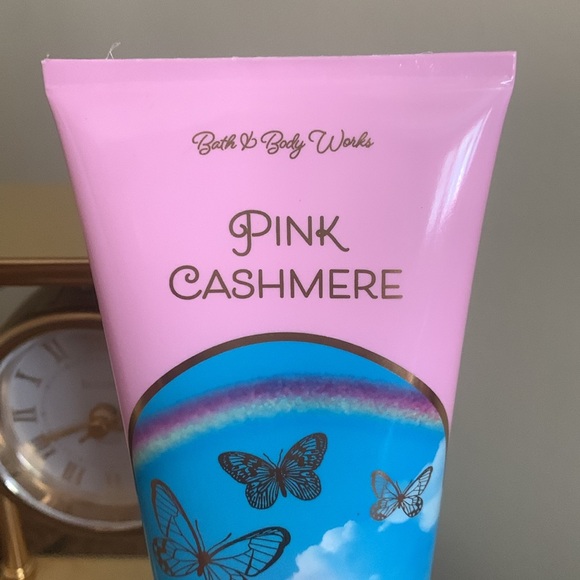 Bath & Body Works
PINK
CASHMERE